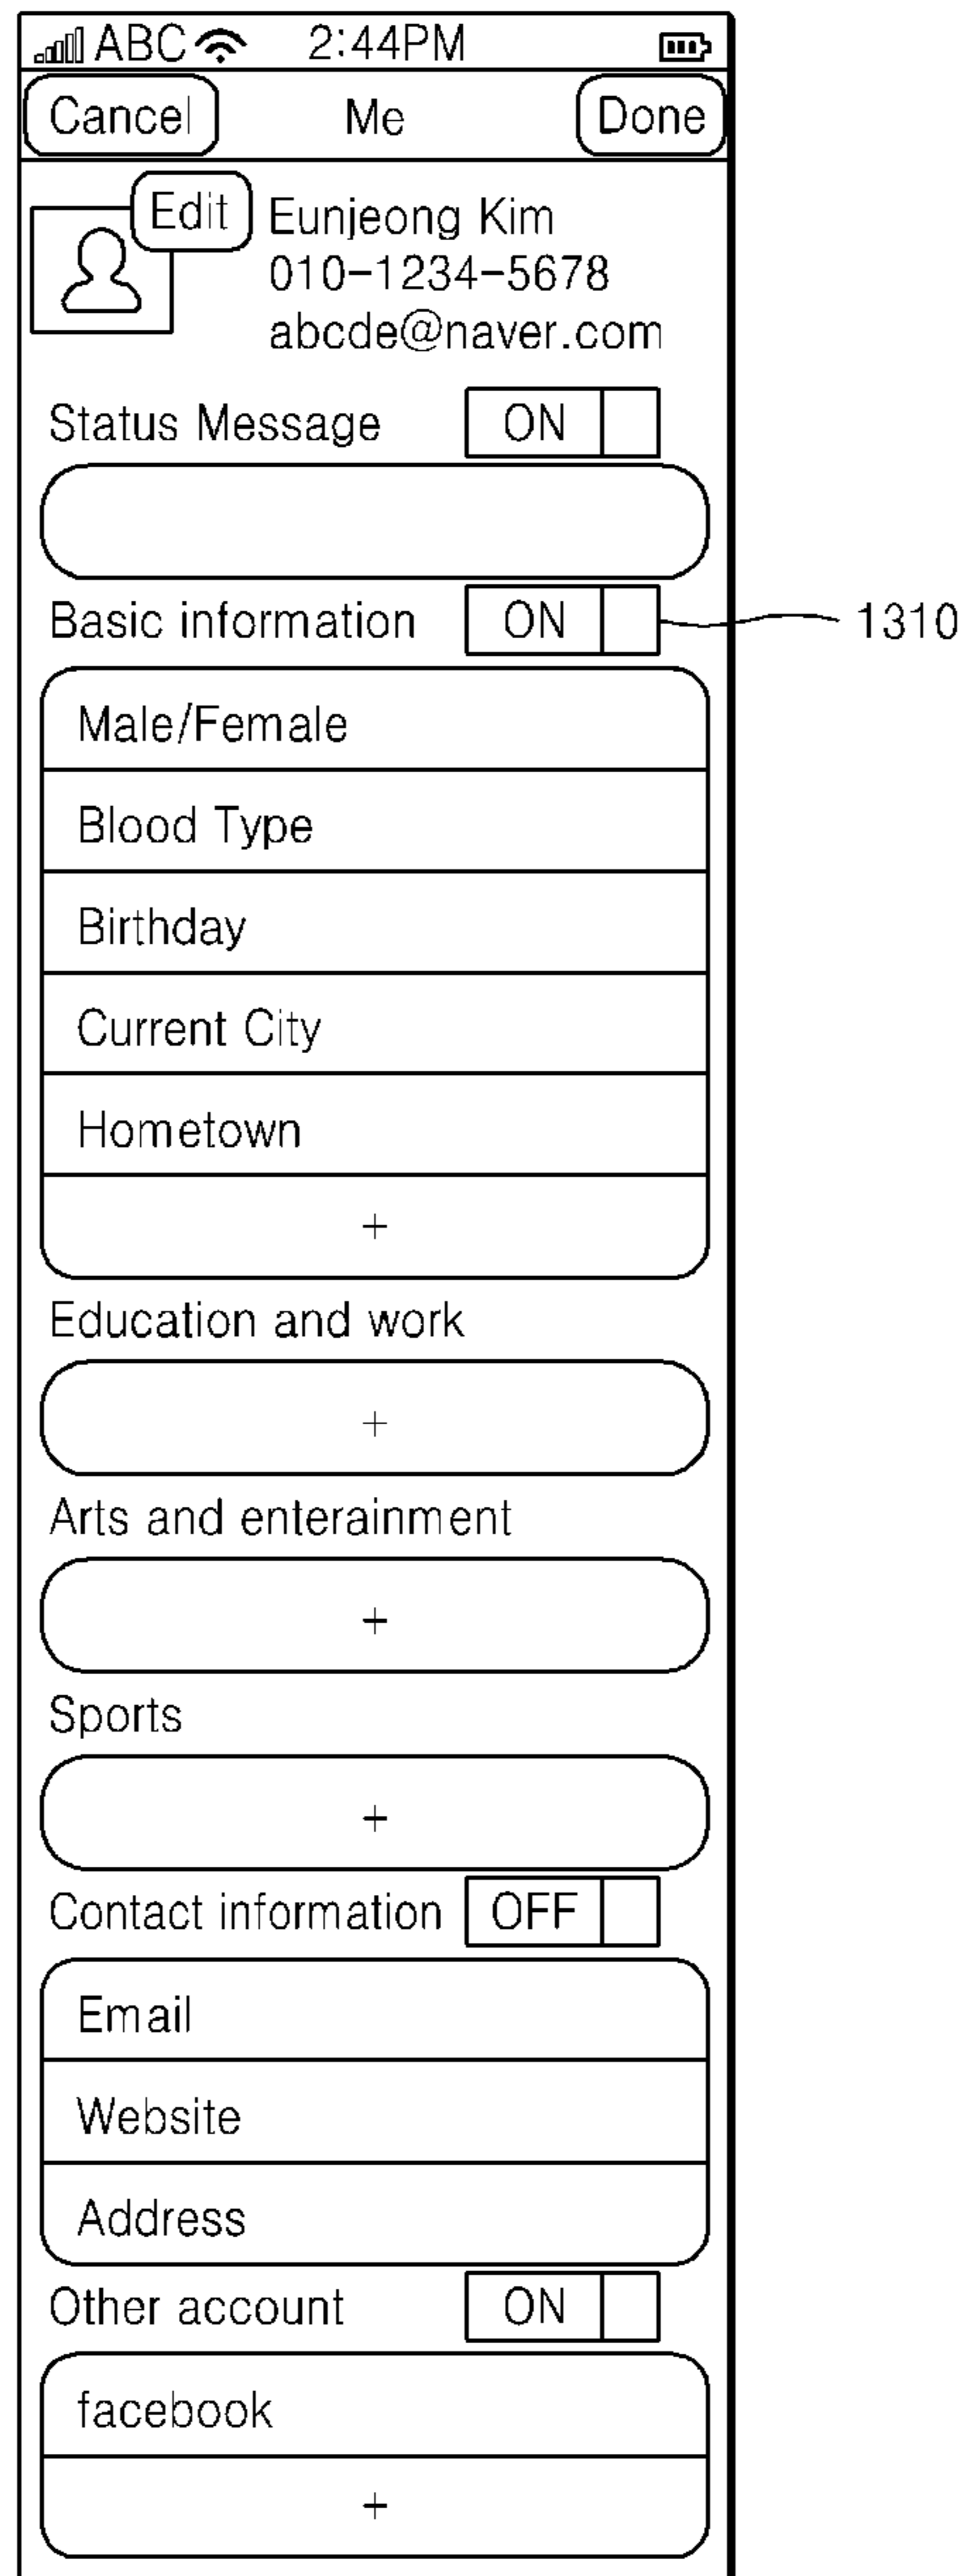 ABC 2:44PM
Cancel Me Done
Edit
Eunjeong Kim
010-1234-5678
abcde@naver.com
Status Message ON
Basic information ON 1310
Male/Female
Blood Type
Birthday
Current City
Hometown
+
Education and work
+
Arts and enterainment
+
Sports
+
Contact information OFF
Email
Website
Address
Other account ON
facebook
+